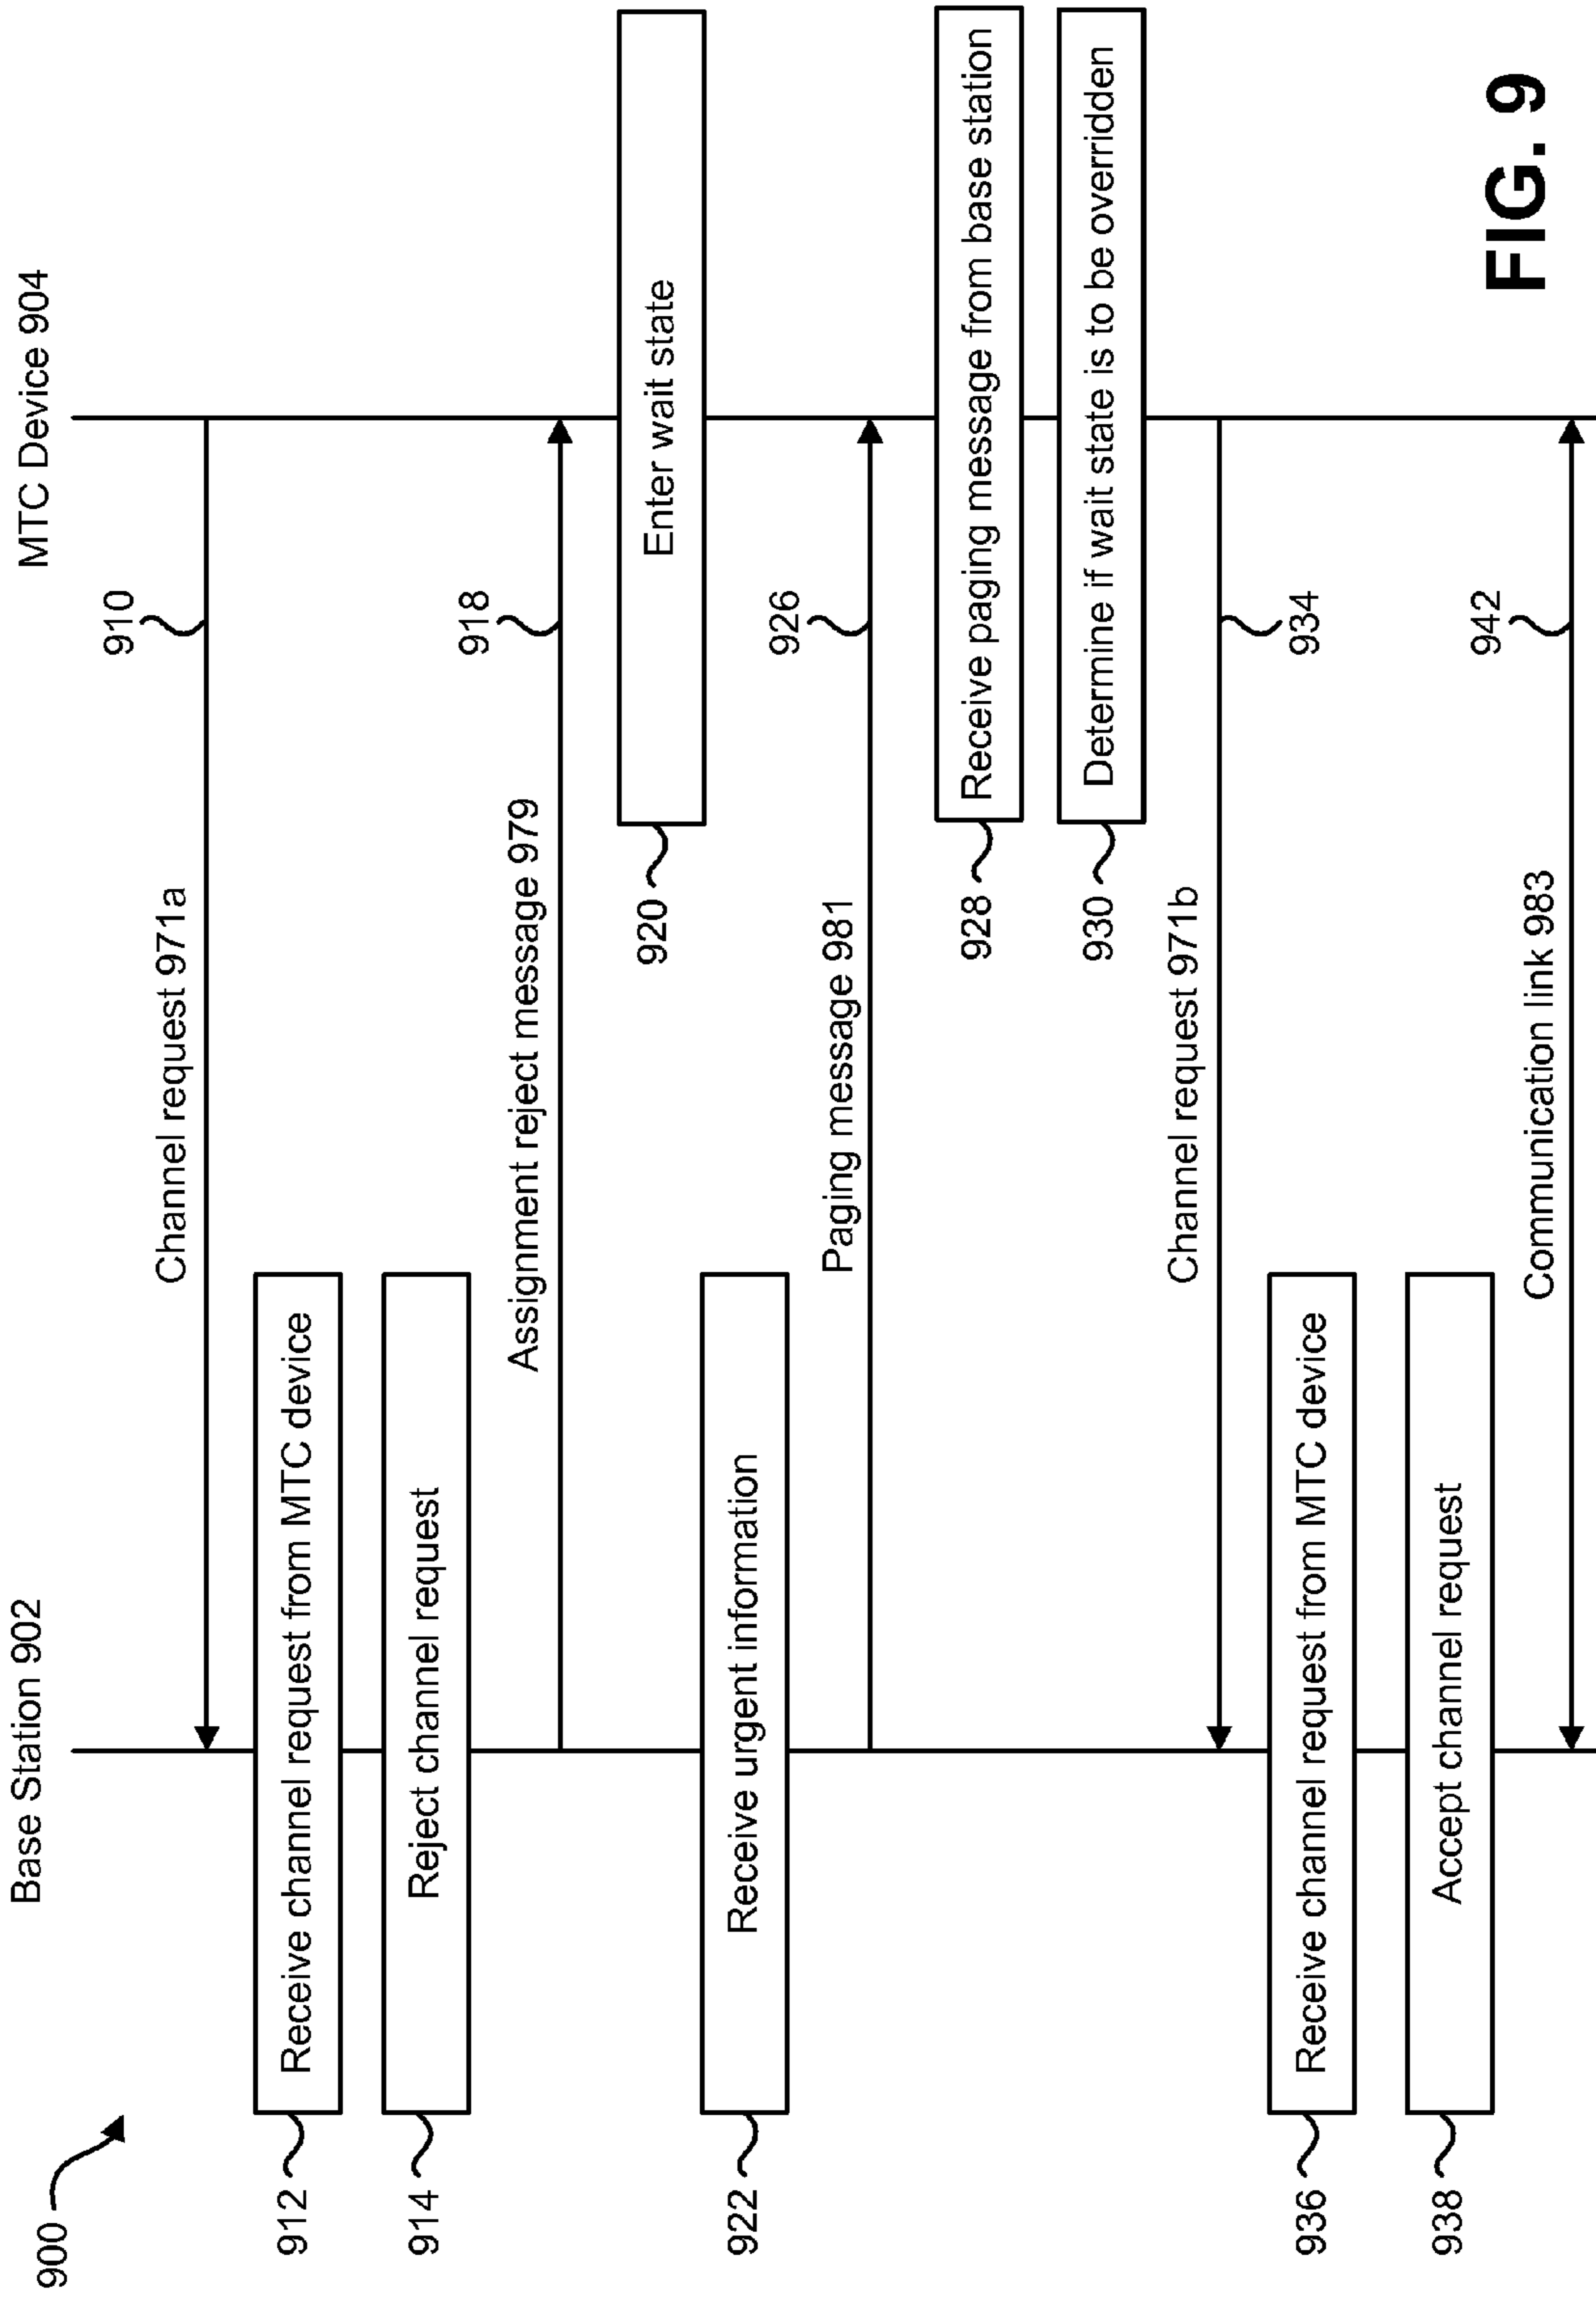 900
Base Station 902
MTC Device 904
910
Channel request 971a
912
Receive channel request from MTC device
914
Reject channel request
918
Assignment reject message 979
920
Enter wait state
922
Receive urgent information
926
Paging message 981
928
Receive paging message from base station
930
Determine if wait state is to be overridden
Channel request 971b
934
936
Receive channel request from MTC device
938
Accept channel request
942
Communication link 983
FIG. 9